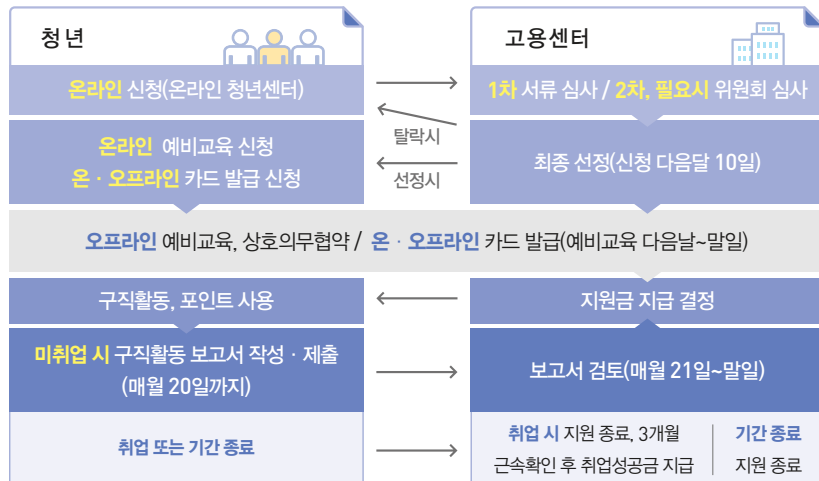 청년
고용센터
온라인 신청(온라인 청년센터)
1차 서류 심사 / 2차, 필요시 위원회 심사
탈락시
온라인 예비교육 신청
온 · 오프라인 카드 발급 신청
선정시
최종 선정(신청 다음달 10일)
오프라인 예비교육, 상호의무협약 / 온 · 오프라인 카드 발급(예비교육 다음날~말일)
구직활동, 포인트 사용
지원금 지급 결정
미취업 시 구직활동 보고서 작성 · 제출
(매월 20일까지)
보고서 검토(매월 21일~말일)
취업 또는 기간 종료
취업 시 지원 종료, 3개월
근속확인 후 취업성공금 지급
기간 종료
지원 종료